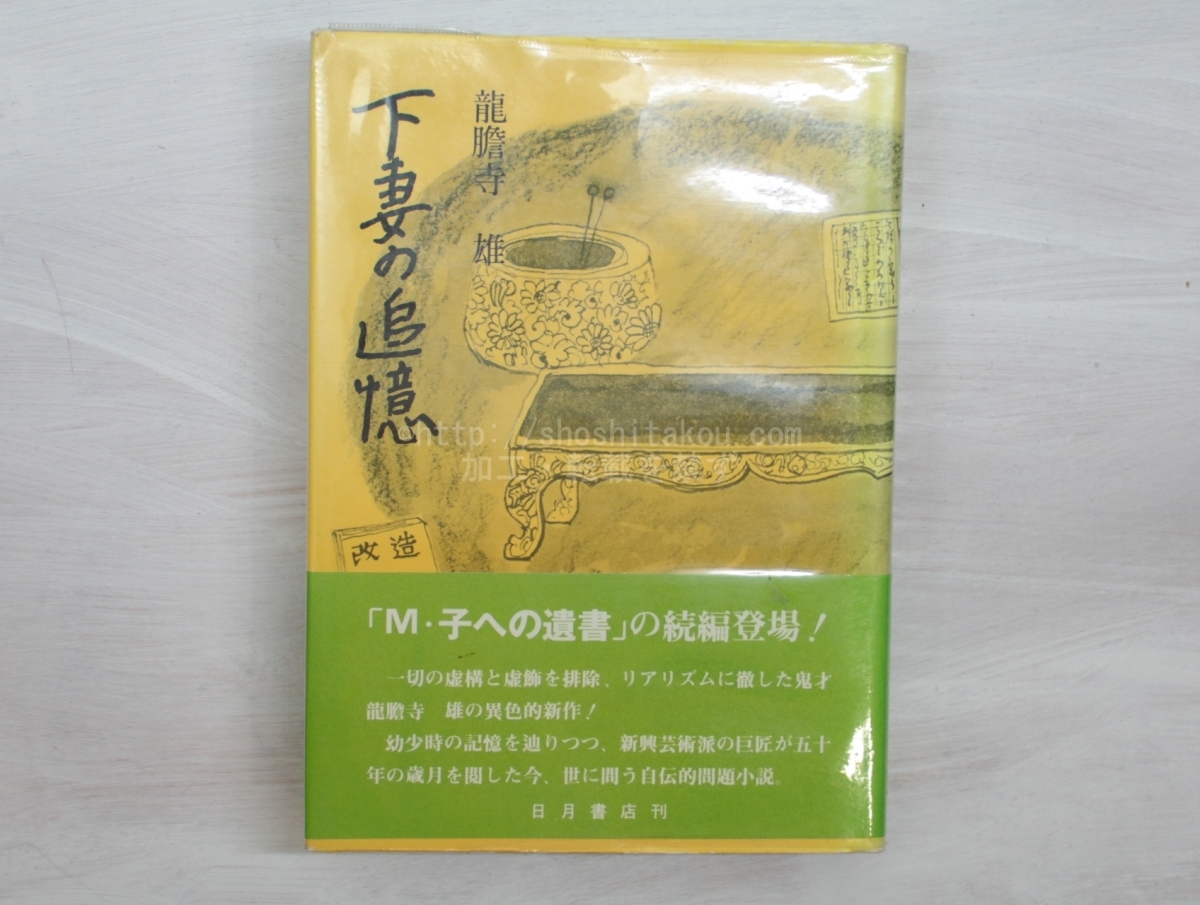 下妻の追憶
龍膽寺 雄
改造
http://shoshitakou.com
「M・子への遺書」の続編登場！
一切の虚構と虚飾を排除、リアリズムに徹した鬼才
龍膽寺 雄の異色的新作！
幼少時の記憶を辿りつつ、新興芸術派の巨匠が五十
年の歳月を閲した今、世に問う自伝的問題小説。
日月書店刊